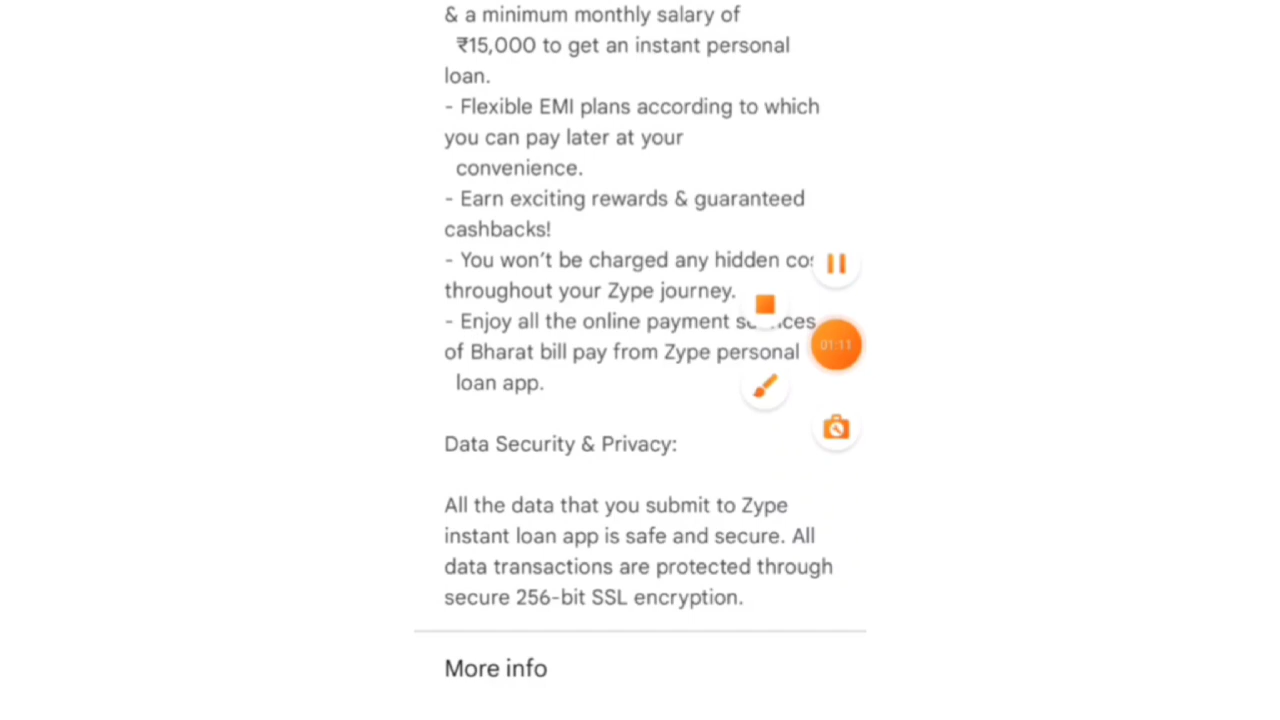 & a minimum monthly salary of
₹15,000 to get an instant personal
loan.
- Flexible EMI plans according to which
you can pay later at your
convenience.
- Earn exciting rewards & guaranteed
cashbacks!
- You won't be charged any hidden
throughout your Zype journey.
- Enjoy all the online payment
of Bharat bill pay from Zype personal
loan app.
Data Security & Privacy:
All the data that you submit to Zype
instant loan app is safe and secure. All
data transactions are protected through
secure 256-bit SSL encryption.
More info
01:11